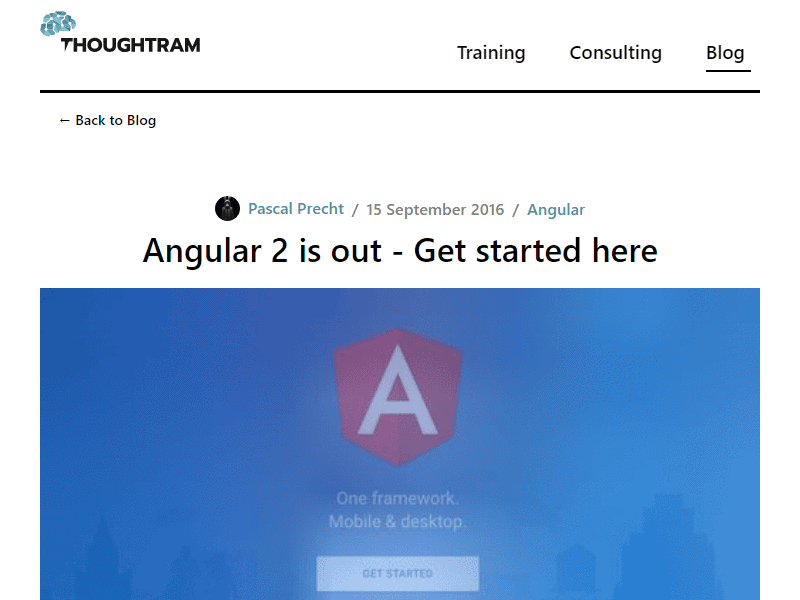 THOUGHTRAM
Training Consulting Blog
← Back to Blog
Pascal Precht / 15 September 2016 / Angular
Angular 2 is out - Get started here
A
One framework.
Mobile & desktop.
GET STARTED